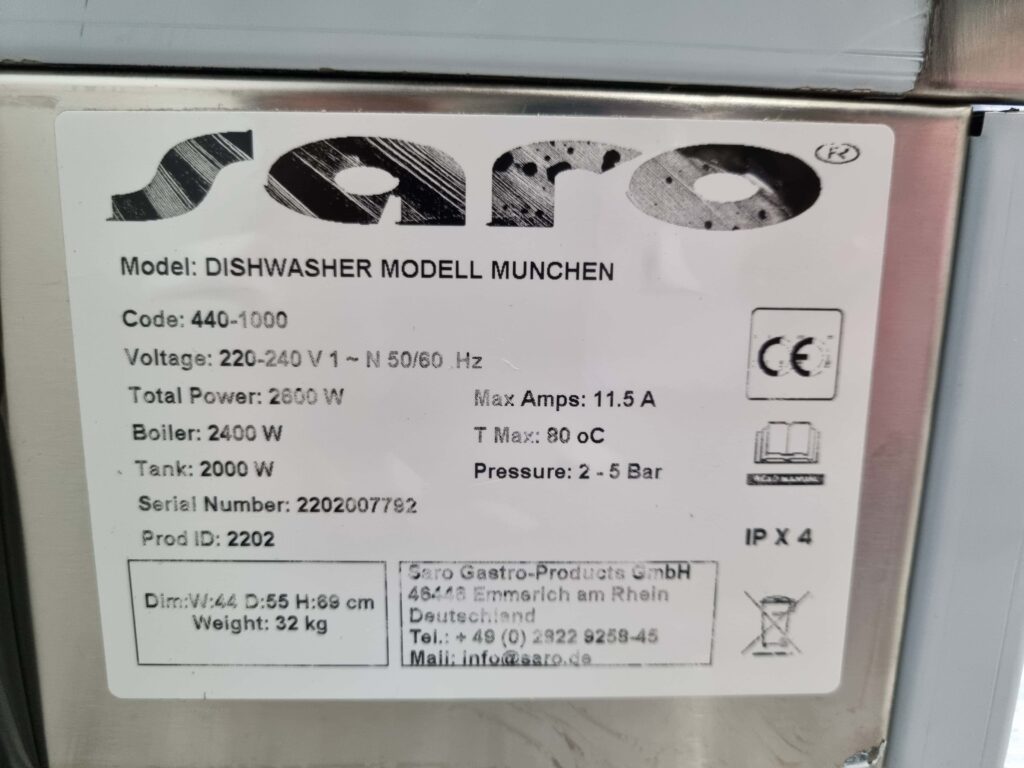 saro ®
Model: DISHWASHER MODELL MUNCHEN
Code: 440-1000
Voltage: 220-240 V 1 ~ N 50/60 Hz
Total Power: 2600 W
Max Amps: 11.5 A
Boiler: 2400 W
T Max: 80 oC
Tank: 2000 W
Pressure: 2 - 5 Bar
Serial Number: 2202007792
Prod ID: 2202
CE
READ MANUAL
IP X 4
Dim:W:44 D:55 H:69 cm
Weight: 32 kg
Saro Gastro-Products GmbH
46446 Emmerich am Rhein
Deutschland
Tel.: + 49 (0) 2822 9258-45
Mail: info@saro.de